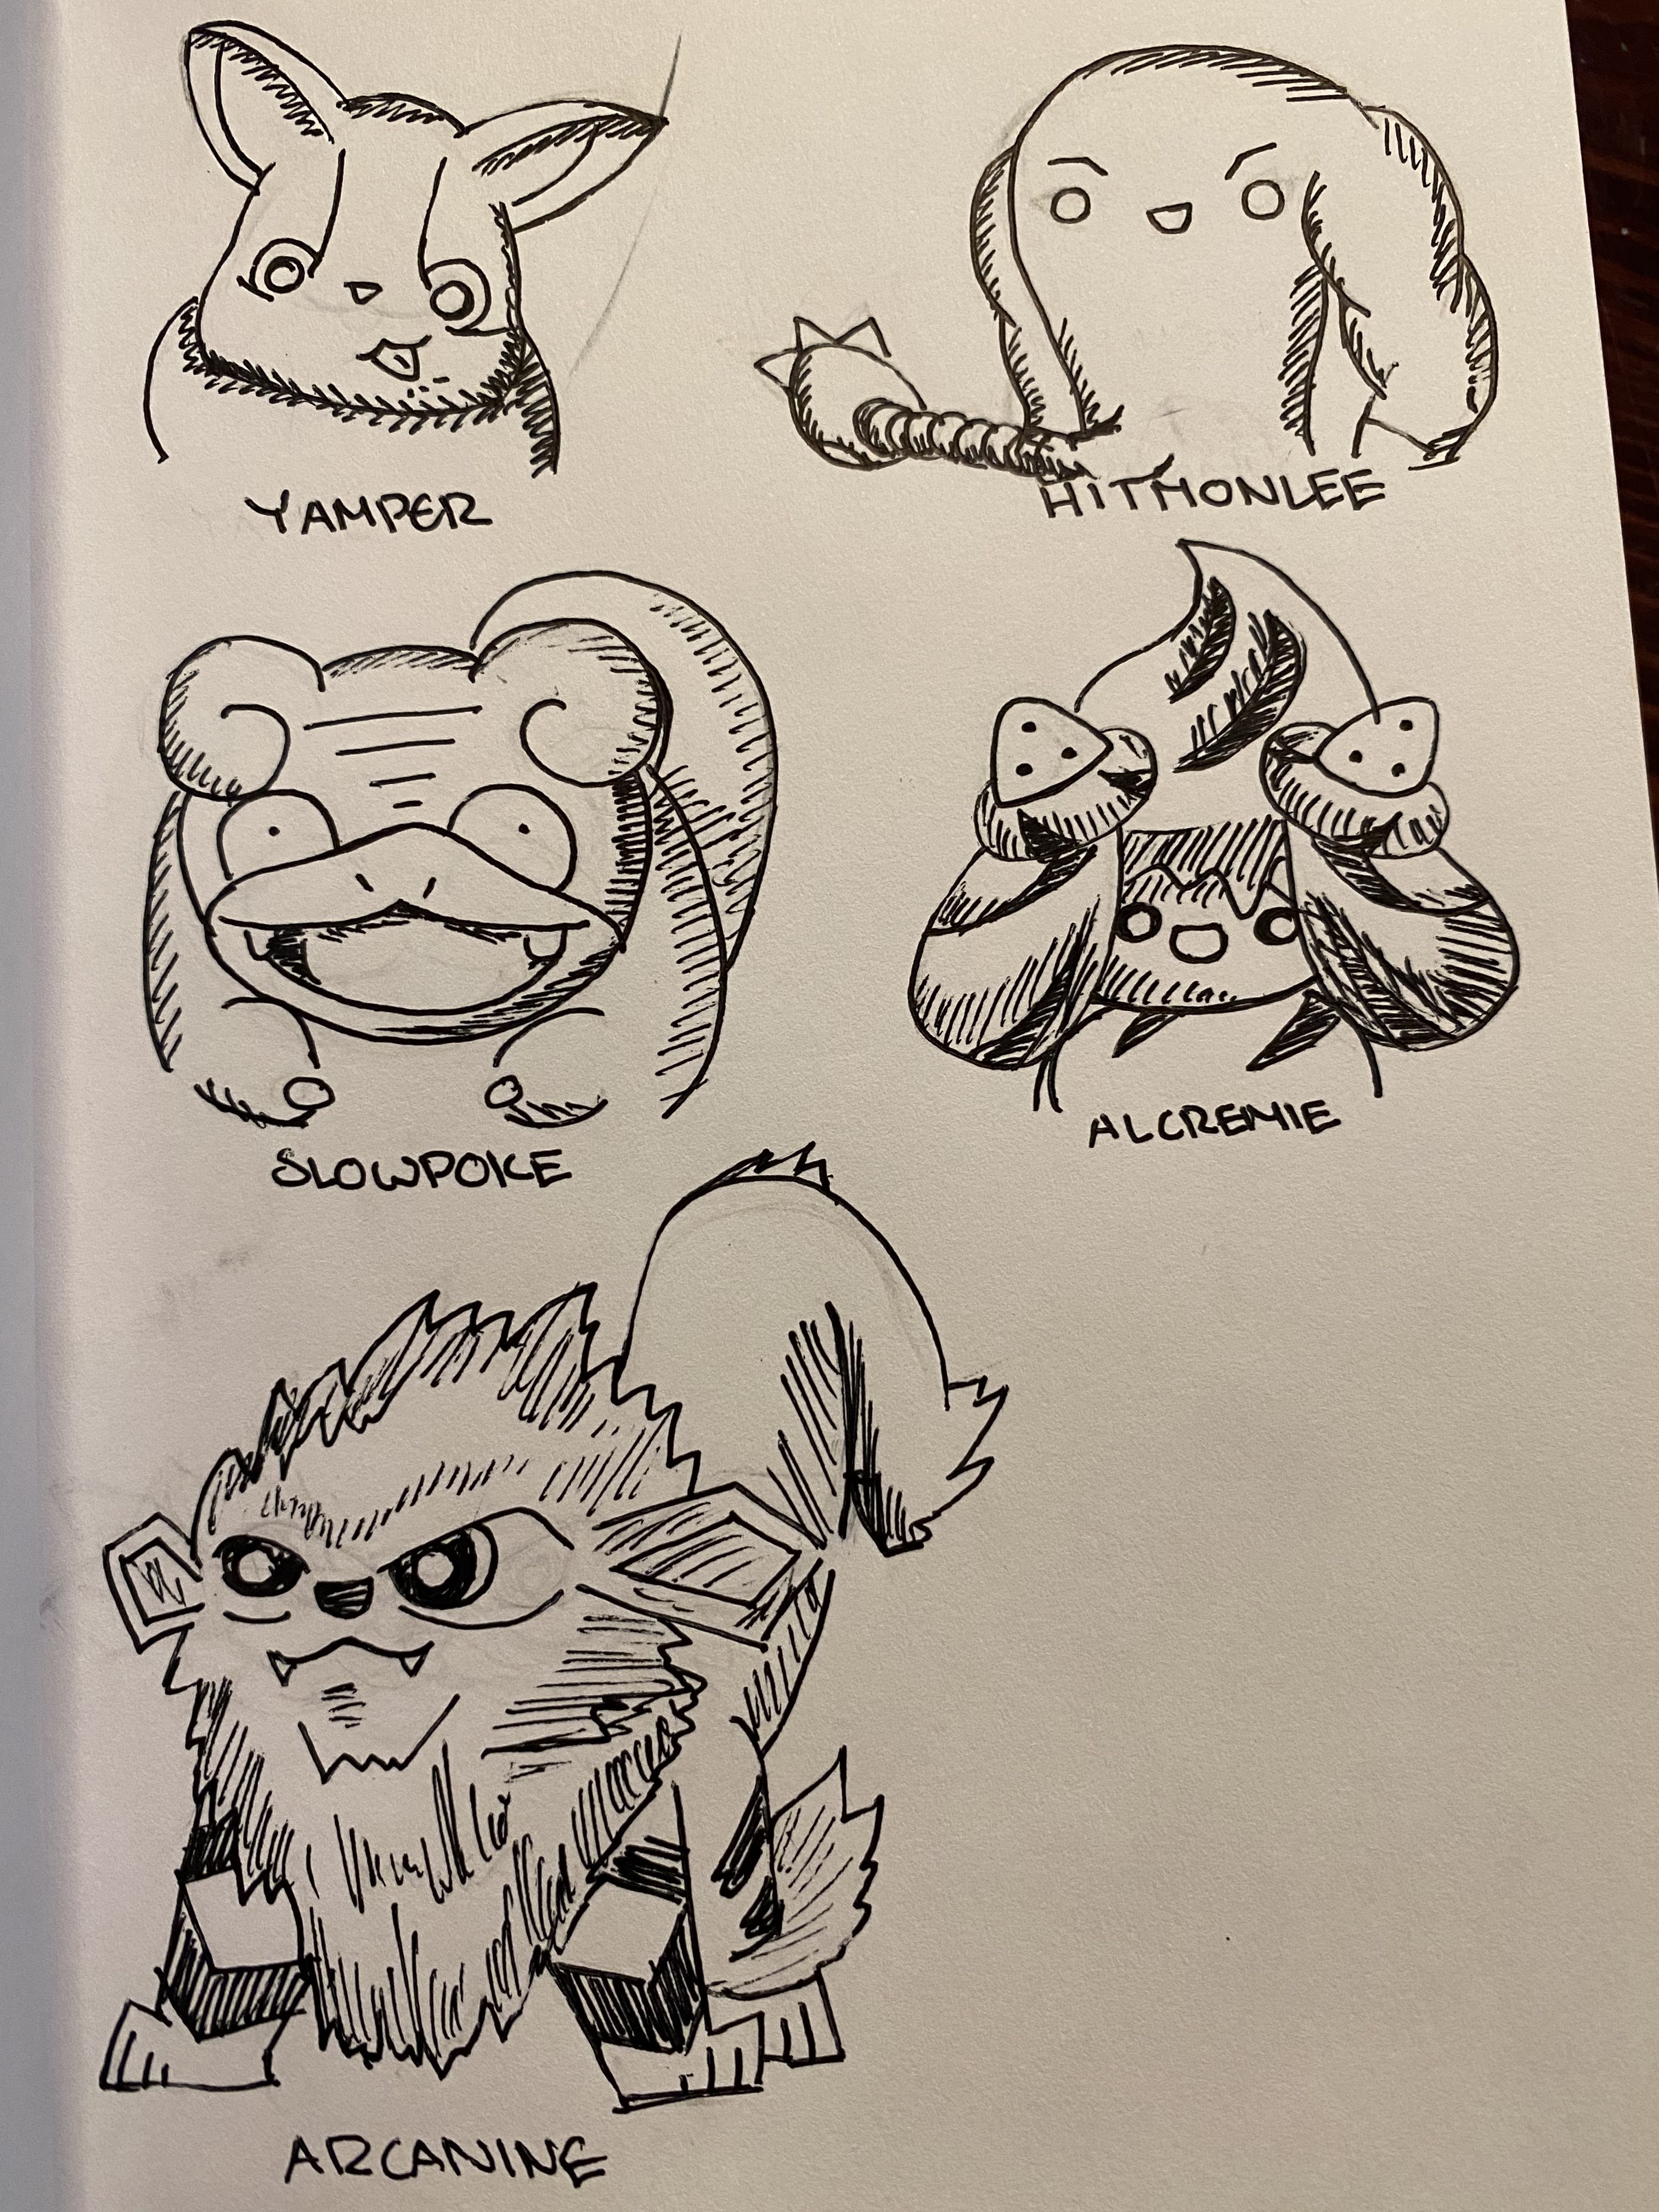 YAMPER
HITMONLEE
SLOWPOKE
ALCREMIE
ARCANINE